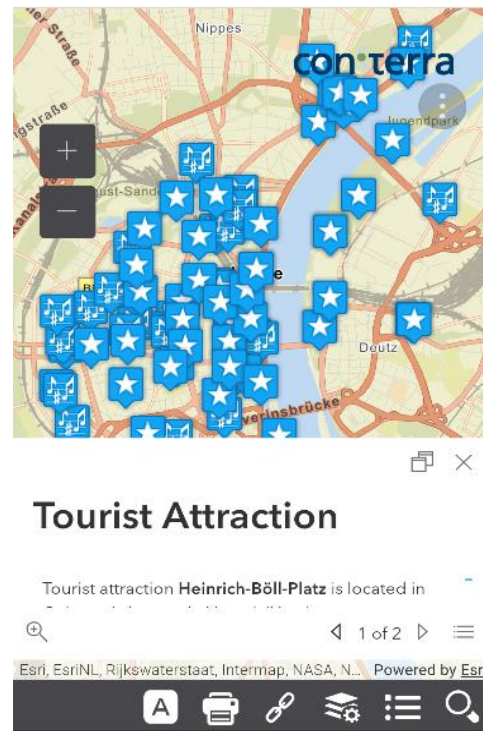 Nippes
con terra
Jugendpark
Deutz
Tourist Attraction
Tourist attraction Heinrich-Böll-Platz is located in
1 of 2
Esri, EsriNL, Rijkswaterstaat, Intermap, NASA, N... Powered by Esr
A